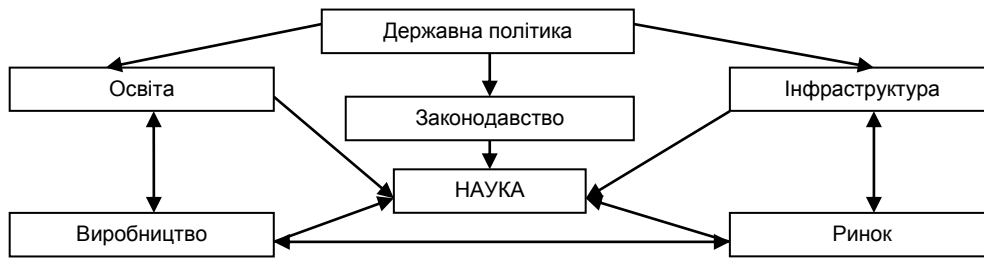 Державна політика
Освіта
Інфраструктура
Законодавство
НАУКА
Виробництво
Ринок